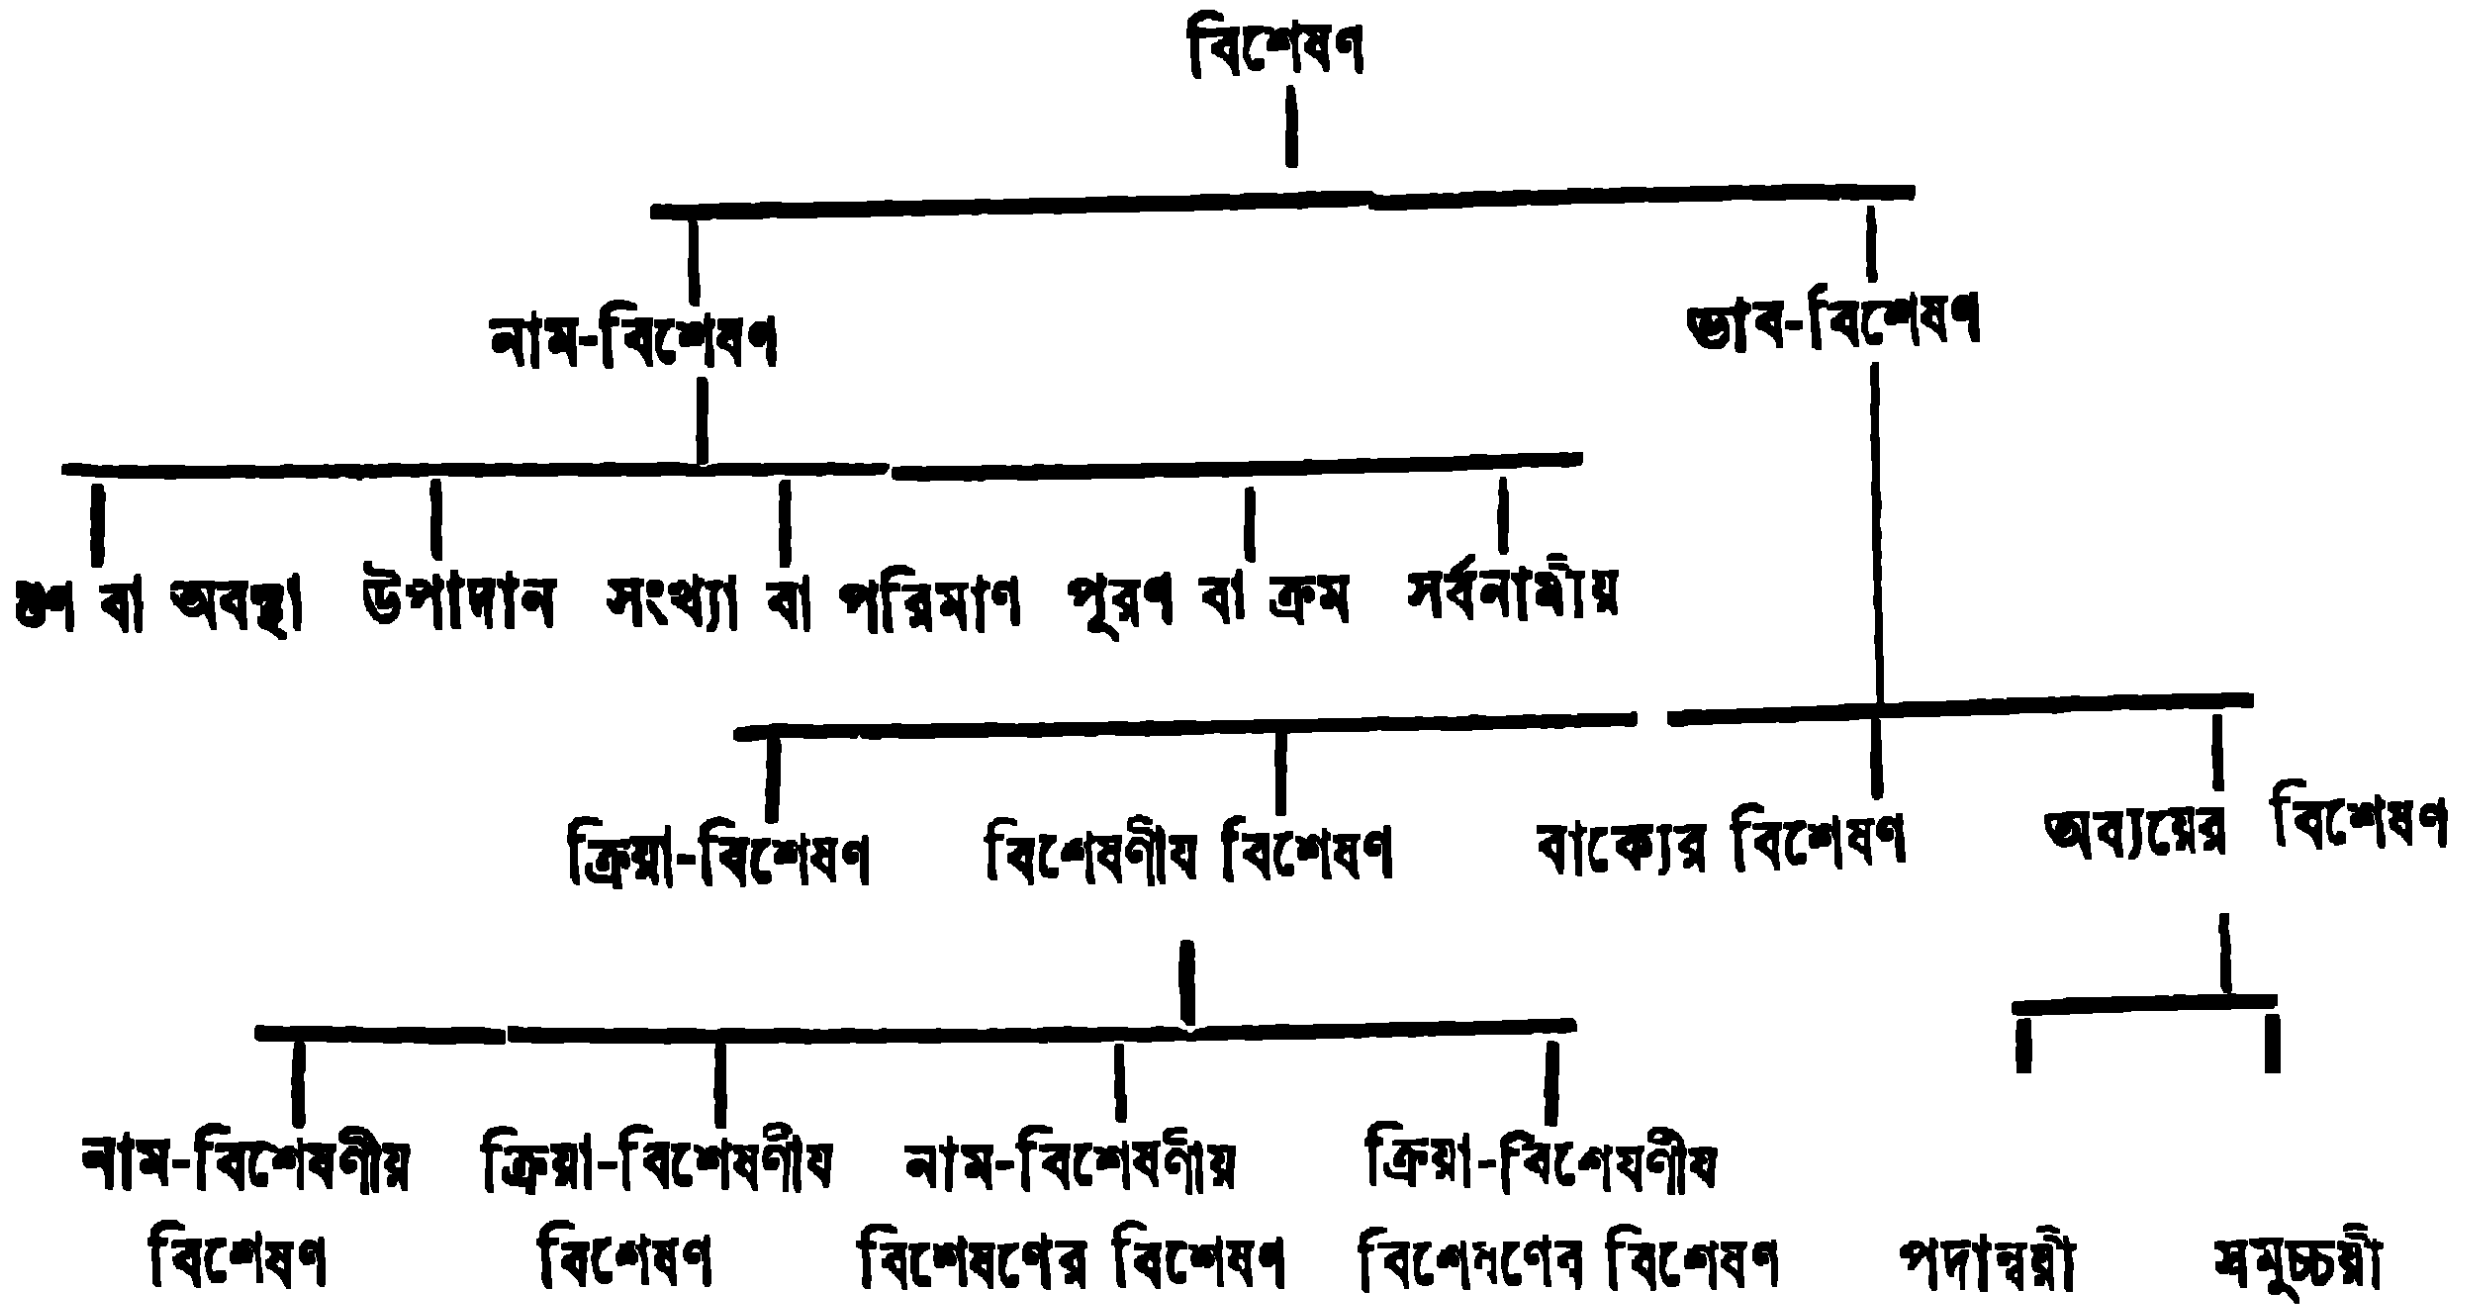 বিশেষণ
নাম-বিশেষণ ভাব-বিশেষণ
গুণ বা অবস্থা উপাদান সংখ্যা বা পরিমাণ পূরণ বা ক্রম সর্বনামীয়
ক্রিয়া-বিশেষণ বিশেষণীয় বিশেষণ বাক্যের বিশেষণ অব্যয়ের বিশেষণ
নাম-বিশেষণীয় ক্রিয়া-বিশেষণীয় নাম-বিশেষণীয় ক্রিয়া-বিশেষণীয়
বিশেষণ বিশেষণ বিশেষণের বিশেষণ বিশেষণের বিশেষণ পদান্বয়ী সমুচ্চয়ী